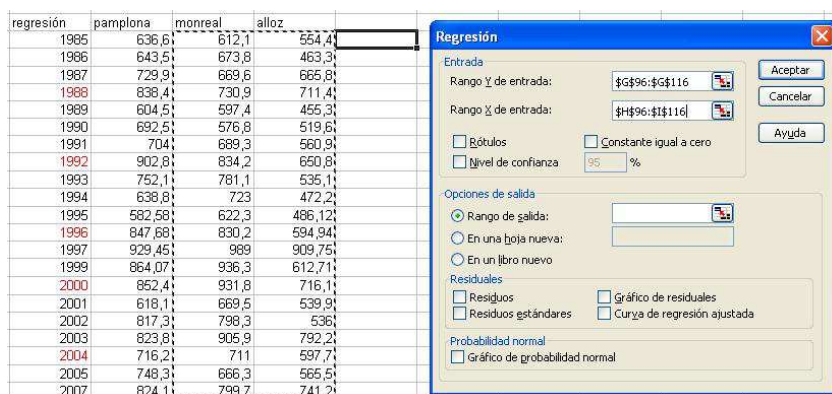 regresión pamplona monreal alloz
1985 636,6 612,1 554,4
1986 643,5 673,8 463,3
1987 729,9 669,6 665,8
1988 838,4 730,9 711,4
1989 604,5 597,4 455,3
1990 692,5 576,8 519,6
1991 704 689,3 560,9
1992 902,8 834,2 650,8
1993 752,1 781,1 535,1
1994 638,8 723 472,2
1995 582,58 622,3 486,12
1996 847,68 830,2 594,94
1997 929,45 989 909,75
1999 864,07 936,3 612,71
2000 852,4 931,8 716,1
2001 618,1 669,5 539,9
2002 817,3 798,3 536
2003 823,8 905,9 792,2
2004 716,2 711 597,7
2005 748,3 666,3 565,5
2007 824,1 799,7 741,2
Regresión
Entrada
Rango Y de entrada: $G$96:$G$116
Rango X de entrada: $H$96:$I$116
Rótulos Constante igual a cero
Nivel de confianza 95 %
Aceptar
Cancelar
Ayuda
Opciones de salida
Rango de salida:
En una hoja nueva:
En un libro nuevo
Residuales
Residuos Gráfico de residuales
Residuos estándares Curva de regresión ajustada
Probabilidad normal
Gráfico de probabilidad normal